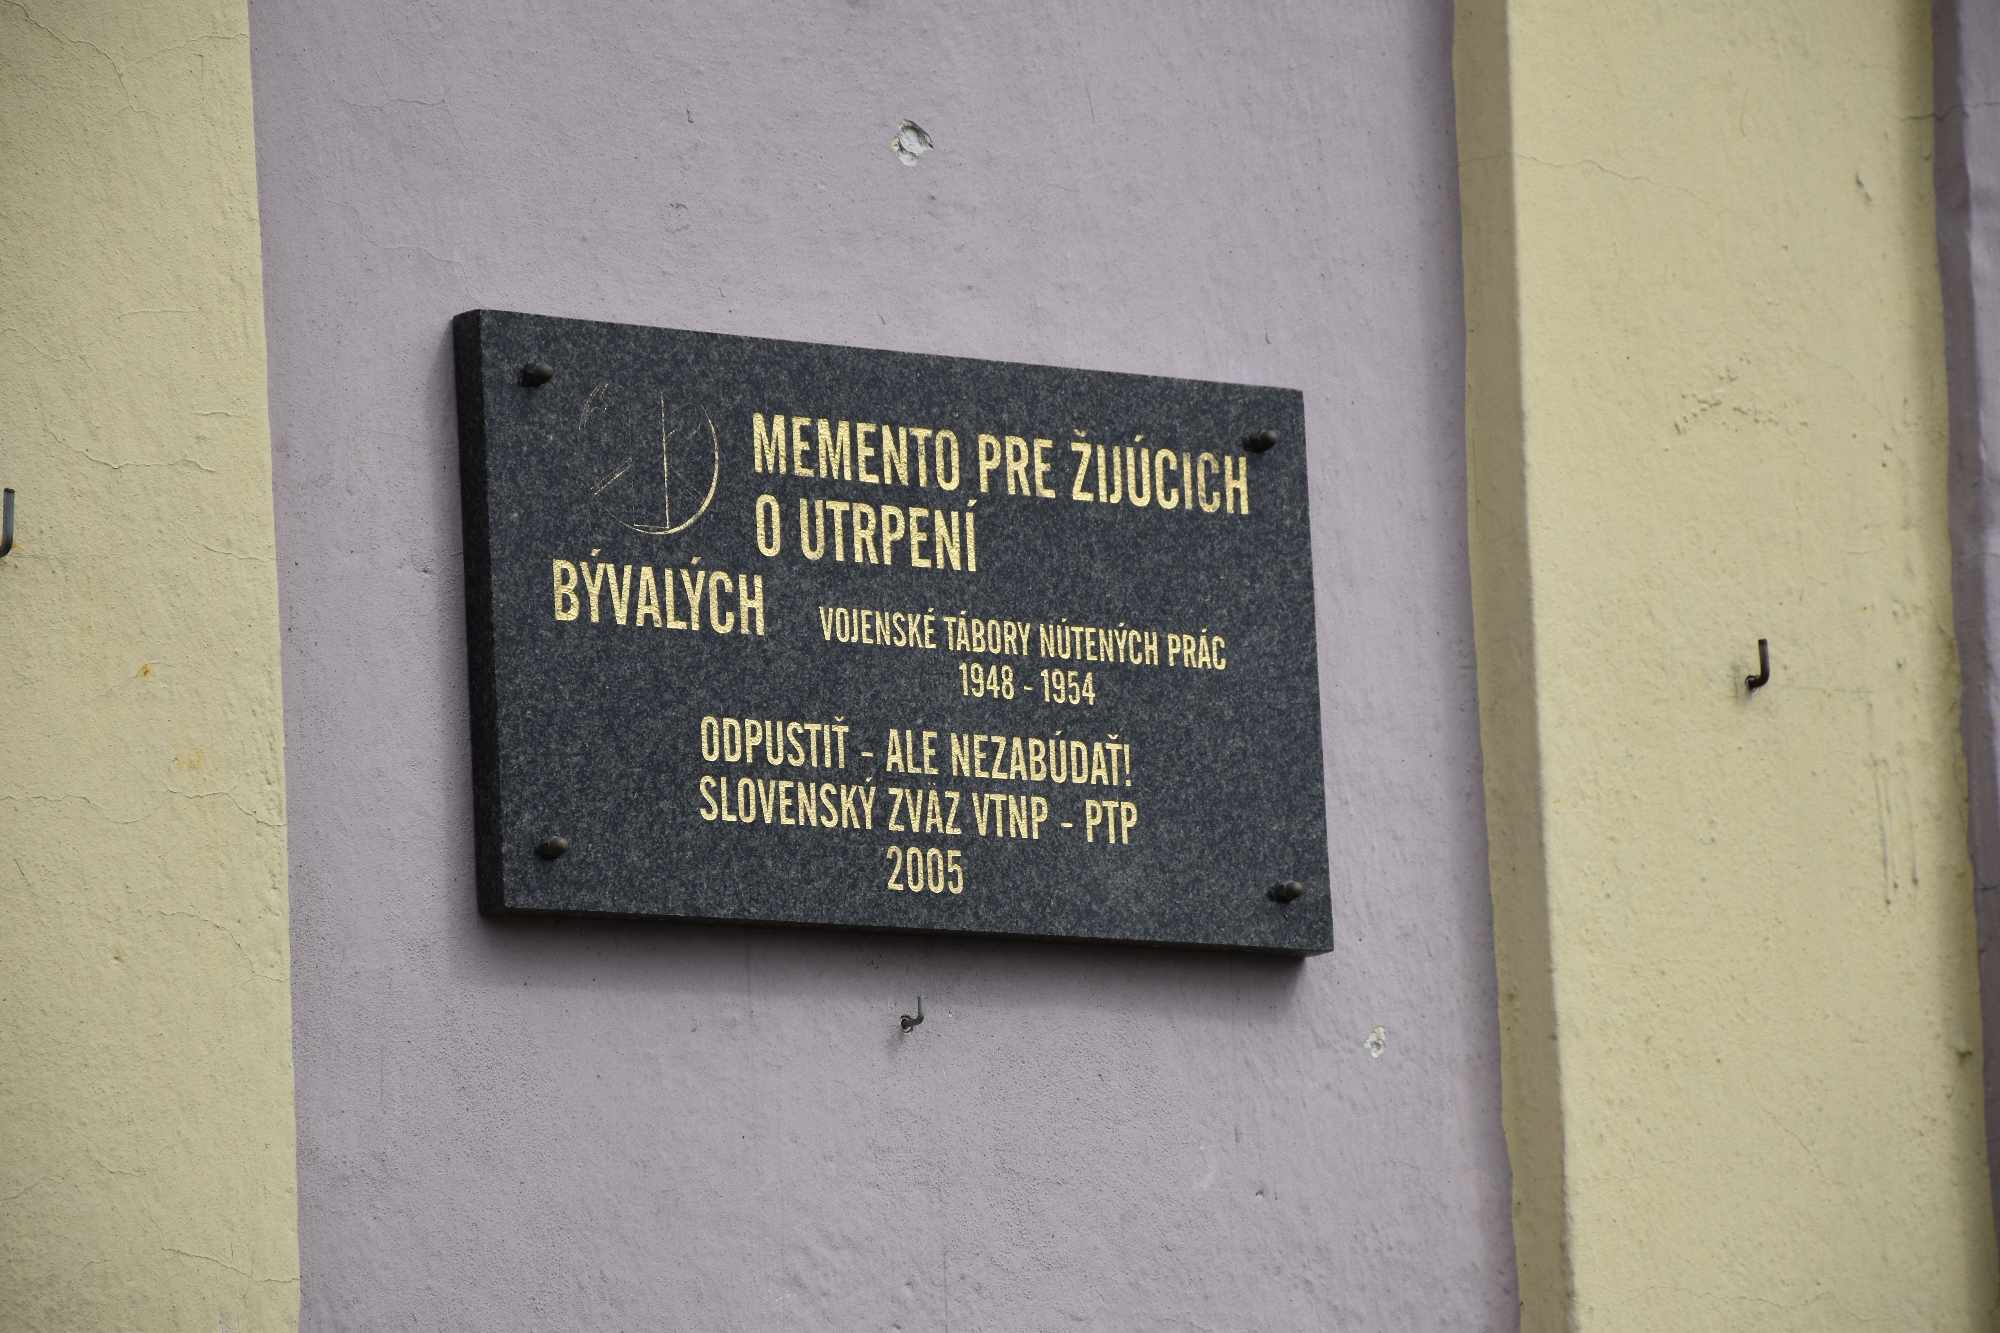 MEMENTO PRE ŽIJÚCICH
O UTRPENÍ
BÝVALÝCH
VOJENSKÉ TÁBORY NÚTENÝCH PRÁC
1948 - 1954
ODPUSTIŤ - ALE NEZABÚDAŤ!
SLOVENSKÝ ZVÄZ VTNP - PTP
2005